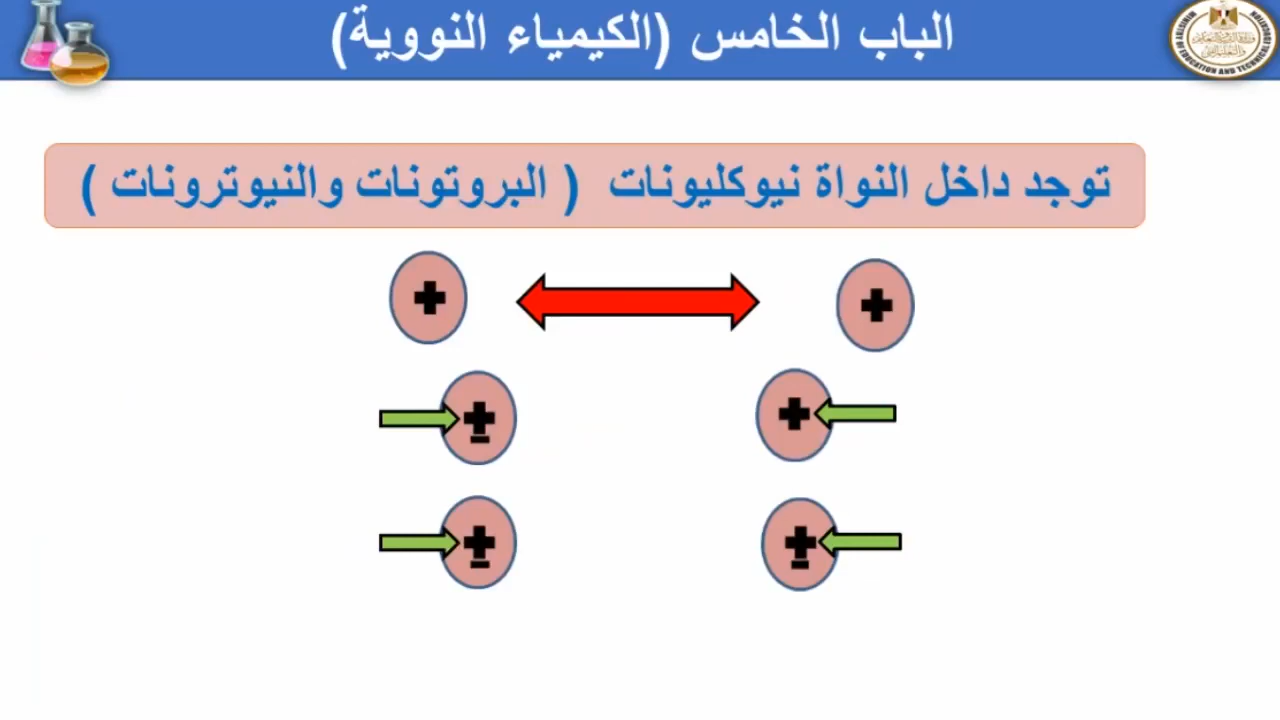 الباب الخامس (الكيمياء النووية)
توجد داخل النواة نيوكليونات ( البروتونات والنيوترونات )
+ +
± +
± ±